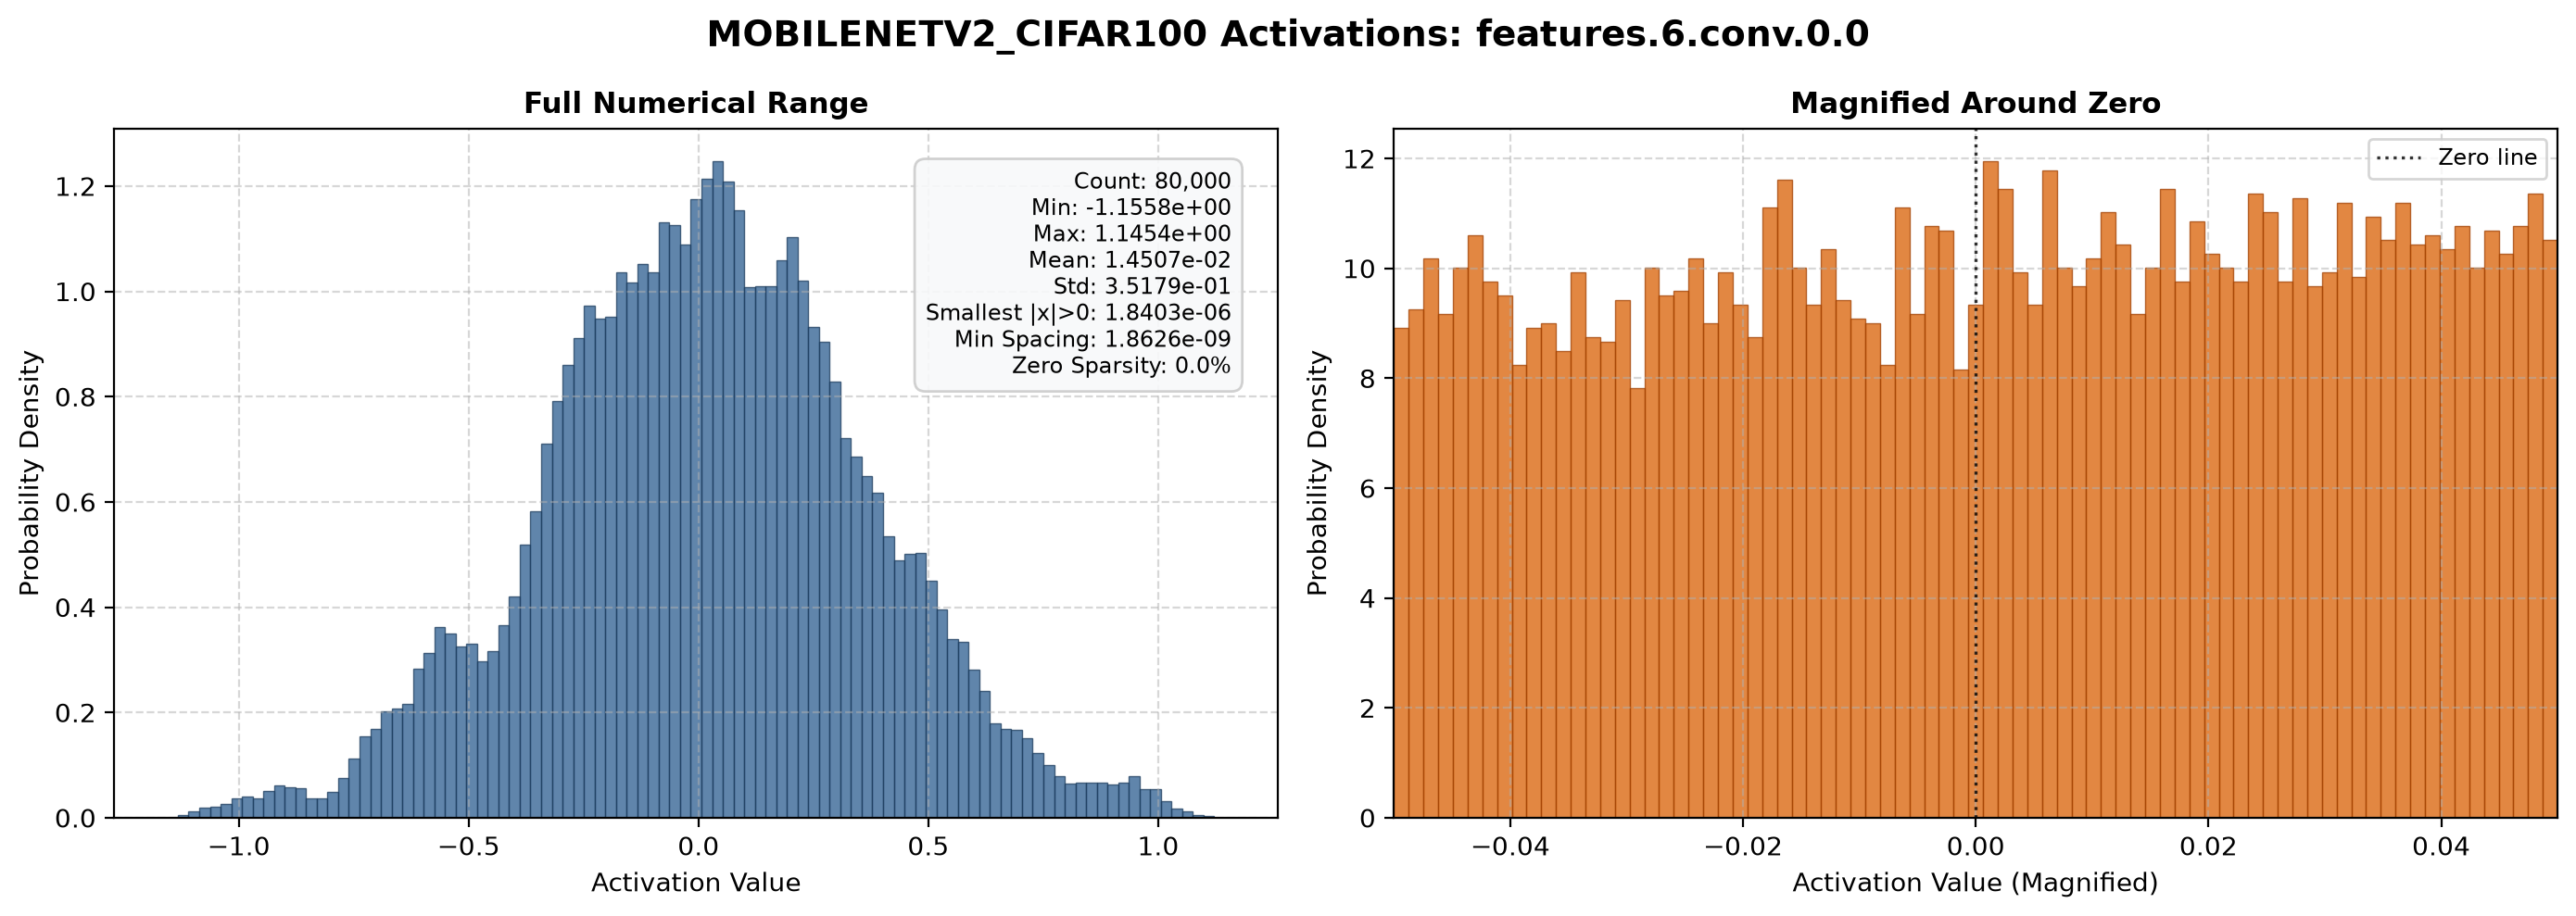 MOBILENETV2_CIFAR100 Activations: features.6.conv.0.0
Full Numerical Range
Probability Density
1.2
1.0
0.8
0.6
0.4
0.2
0.0
Count: 80,000
Min: -1.1558e+00
Max: 1.1454e+00
Mean: 1.4507e-02
Std: 3.5179e-01
Smallest |x|>0: 1.8403e-06
Min Spacing: 1.8626e-09
Zero Sparsity: 0.0%
−1.0 −0.5 0.0 0.5 1.0
Activation Value
Magnified Around Zero
Probability Density
12
10
8
6
4
2
0
Zero line
−0.04 −0.02 0.00 0.02 0.04
Activation Value (Magnified)